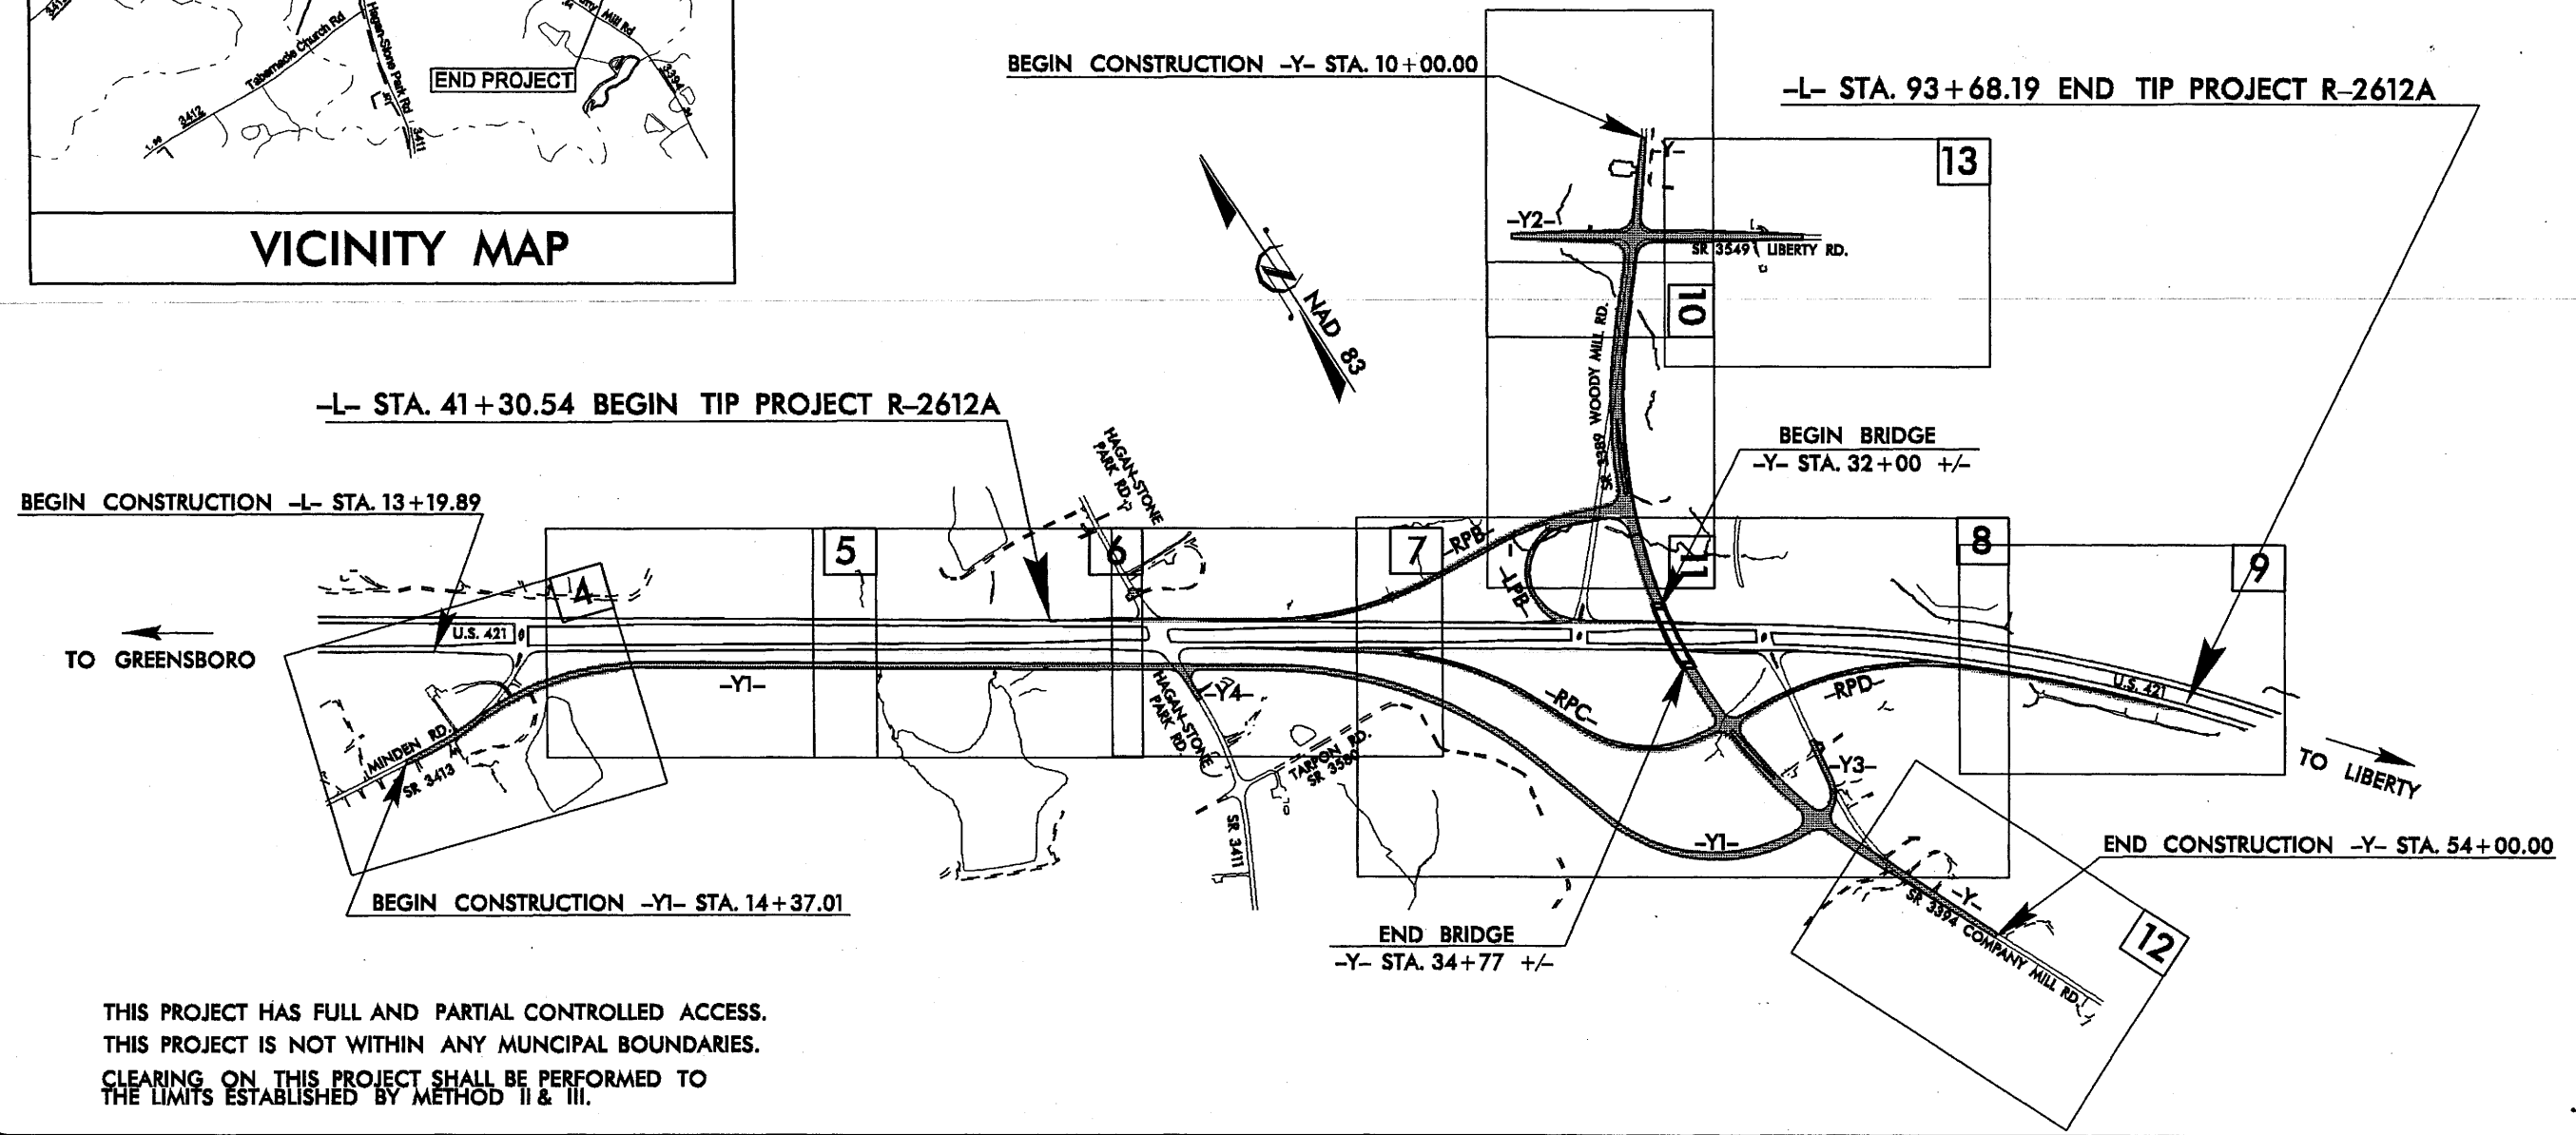 Tabernacle Church Rd
Hagan-Stone Park Rd
Mill Rd
3394
3412
3411
END PROJECT
VICINITY MAP
BEGIN CONSTRUCTION -Y- STA. 10+00.00
-L- STA. 93+68.19 END TIP PROJECT R-2612A
-Y-
13
-Y2-
SR 3549 LIBERTY RD.
10
NAD 83
SR 3389 WOODY MILL RD.
-L- STA. 41+30.54 BEGIN TIP PROJECT R-2612A
HAGAN-STONE
PARK RD.
BEGIN BRIDGE
-Y- STA. 32+00 +/-
BEGIN CONSTRUCTION -L- STA. 13+19.89
4
5
6
7
-RPB-
-LPB-
11
8
9
U.S. 421
TO GREENSBORO
-Y1-
HAGAN-STONE
PARK RD.
-Y4-
-RPC-
-RPD-
U.S. 421
TO LIBERTY
MINDEN RD.
SR 3413
TARPON RD.
SR 3580
-Y3-
SR 3411
-Y1-
END CONSTRUCTION -Y- STA. 54+00.00
-Y-
SR 3394 COMPANY MILL RD.
12
BEGIN CONSTRUCTION -Y1- STA. 14+37.01
END BRIDGE
-Y- STA. 34+77 +/-
THIS PROJECT HAS FULL AND PARTIAL CONTROLLED ACCESS.
THIS PROJECT IS NOT WITHIN ANY MUNCIPAL BOUNDARIES.
CLEARING ON THIS PROJECT SHALL BE PERFORMED TO
THE LIMITS ESTABLISHED BY METHOD II & III.